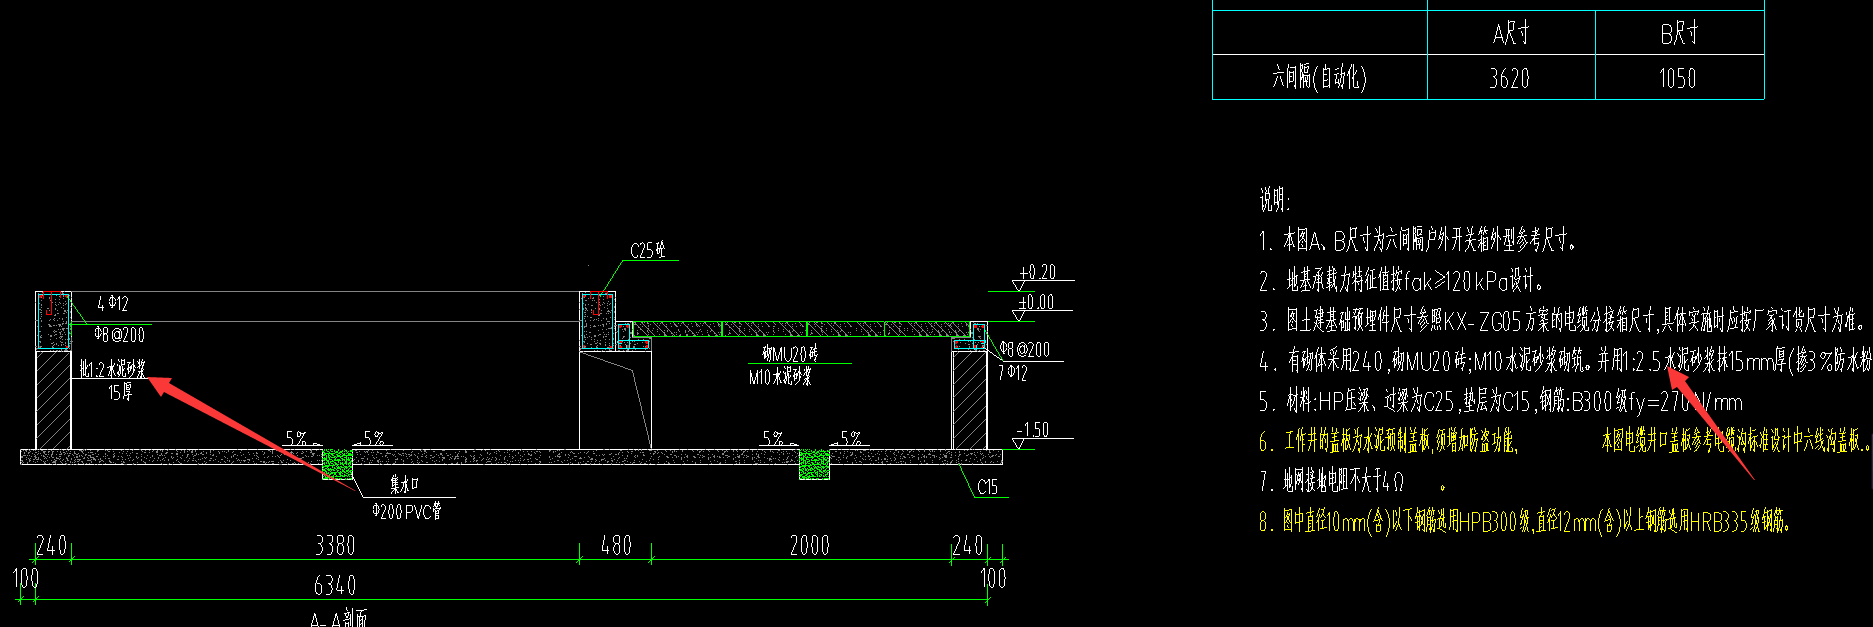 A尺寸 B尺寸
六间隔(自动化) 3620 1050
说明:
1. 本图A、B尺寸为六间隔户外开关箱外型参考尺寸。
2. 地基承载力特征值按fak≥120kPa设计。
3. 图土建基础预埋件尺寸参照KX-ZG05方案的电缆分接箱尺寸,具体实施时应按厂家订货尺寸为准。
4. 有砌体采用240,砌MU20砖;M10水泥砂浆砌筑。并用1:2.5水泥砂浆抹15mm厚(掺3%防水粉
5. 材料:HP压梁、过梁为C25,垫层为C15,钢筋:B300级fy=270N/mm
6. 工作井的盖板为水泥预制盖板,须增加防盗功能, 本图电缆井口盖板参考电缆沟标准设计中六线沟盖板.。
7. 地网接地电阻不大于4Ω 。
8. 图中直径10mm(含)以下钢筋选用HPB300级,直径12mm(含)以上钢筋选用HRB335级钢筋。
C25砼
+0.20
+0.00
4Φ12
Φ8@200
批1:2水泥砂浆
15厚
砌MU20砖
M10水泥砂浆
Φ8@200
7Φ12
-1.50
5% 5% 5% 5%
集水口
Φ200PVC管
C15
240 3380 480 2000 240
100 6340 100
A-A剖面